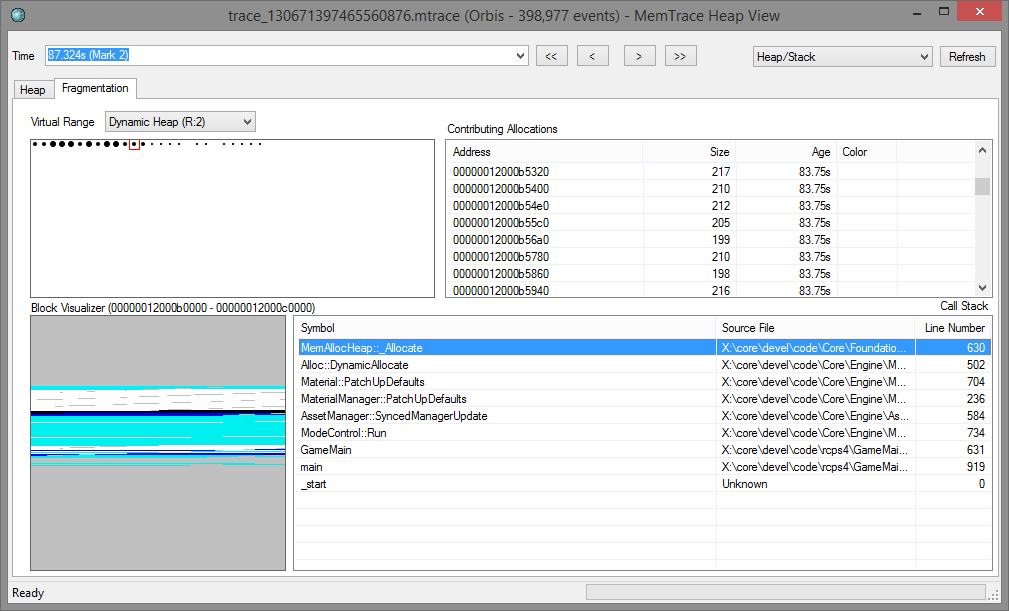 trace_130671397465560876.mtrace (Orbis - 398,977 events) - MemTrace Heap View
Time 87.324s (Mark 2) << < > >> Heap/Stack Refresh
Heap Fragmentation
Virtual Range Dynamic Heap (R:2)
Contributing Allocations
Address Size Age Color
00000012000b5320 217 83.75s
00000012000b5400 210 83.75s
00000012000b54e0 212 83.75s
00000012000b55c0 205 83.75s
00000012000b56a0 199 83.75s
00000012000b5780 210 83.75s
00000012000b5860 198 83.75s
00000012000b5940 216 83.75s
Block Visualizer (00000012000b0000 - 00000012000c0000)
Call Stack
Symbol Source File Line Number
MemAllocHeap::_Allocate X:\core\devel\code\Core\Foundatio... 630
Alloc::DynamicAllocate X:\core\devel\code\Core\Engine\M... 502
Material::PatchUpDefaults X:\core\devel\code\Core\Engine\M... 704
MaterialManager::PatchUpDefaults X:\core\devel\code\Core\Engine\M... 236
AssetManager::SyncedManagerUpdate X:\core\devel\code\Core\Engine\As... 584
ModeControl::Run X:\core\devel\code\Core\Engine\M... 734
GameMain X:\core\devel\code\rcps4\GameMai... 631
main X:\core\devel\code\rcps4\GameMai... 919
_start Unknown 0
Ready